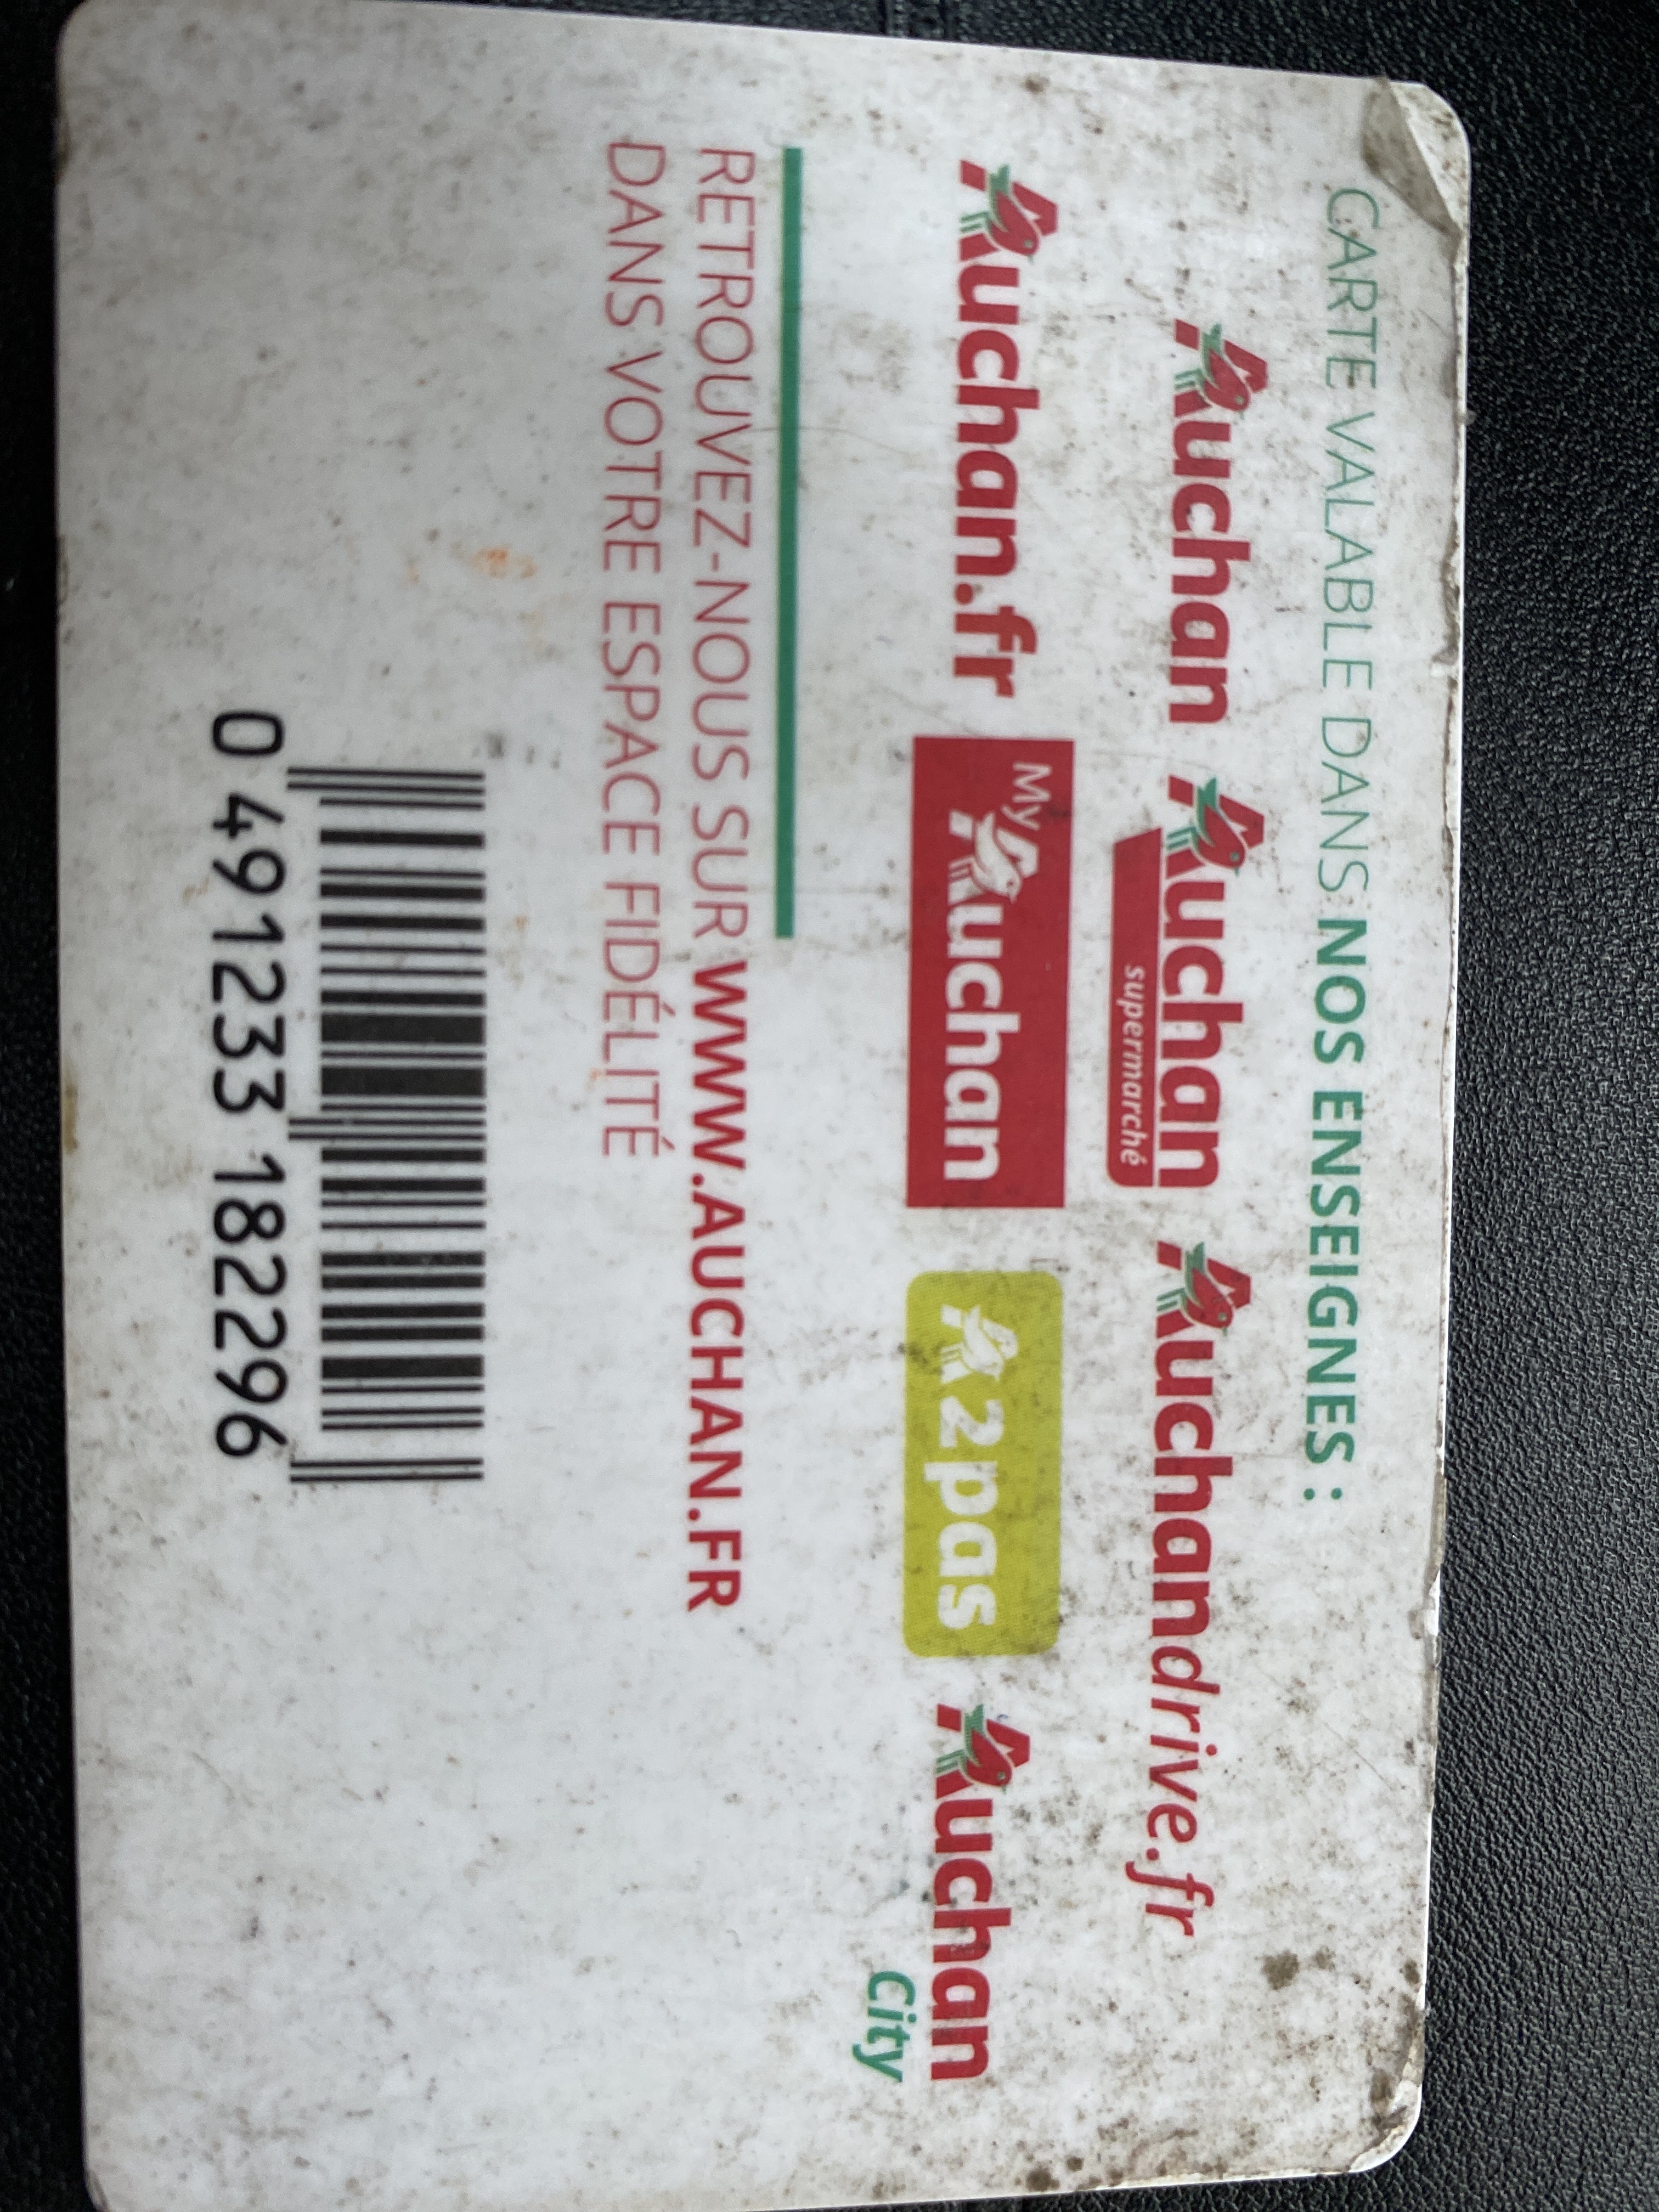 CARTE VALABLE DANS NOS ENSEIGNES :
Auchan Auchan supermarché Auchandrive.fr
Auchan.fr My Auchan 2pas Auchan City
RETROUVEZ-NOUS SUR WWW.AUCHAN.FR
DANS VOTRE ESPACE FIDÉLITÉ
0 491233 182296